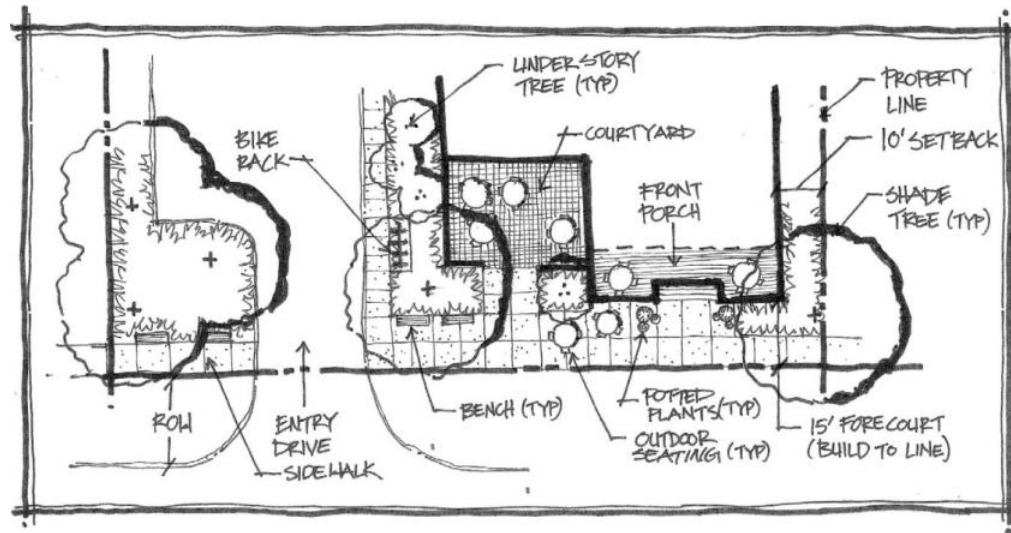 UNDERSTORY
TREE (TYP)
PROPERTY
LINE
BIKE
RACK
COURTYARD
10' SETBACK
FRONT
PORCH
SHADE
TREE (TYP)
ROW
ENTRY
DRIVE
SIDEWALK
BENCH (TYP)
POTTED
PLANTS (TYP)
OUTDOOR
SEATING (TYP)
15' FORECOURT
(BUILD TO LINE)